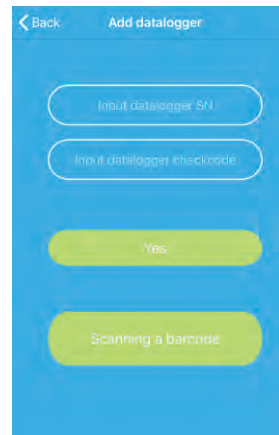 Back
Add datalogger
Input datalogger SN
Input datalogger checkcode
Yes
Scanning a barcode